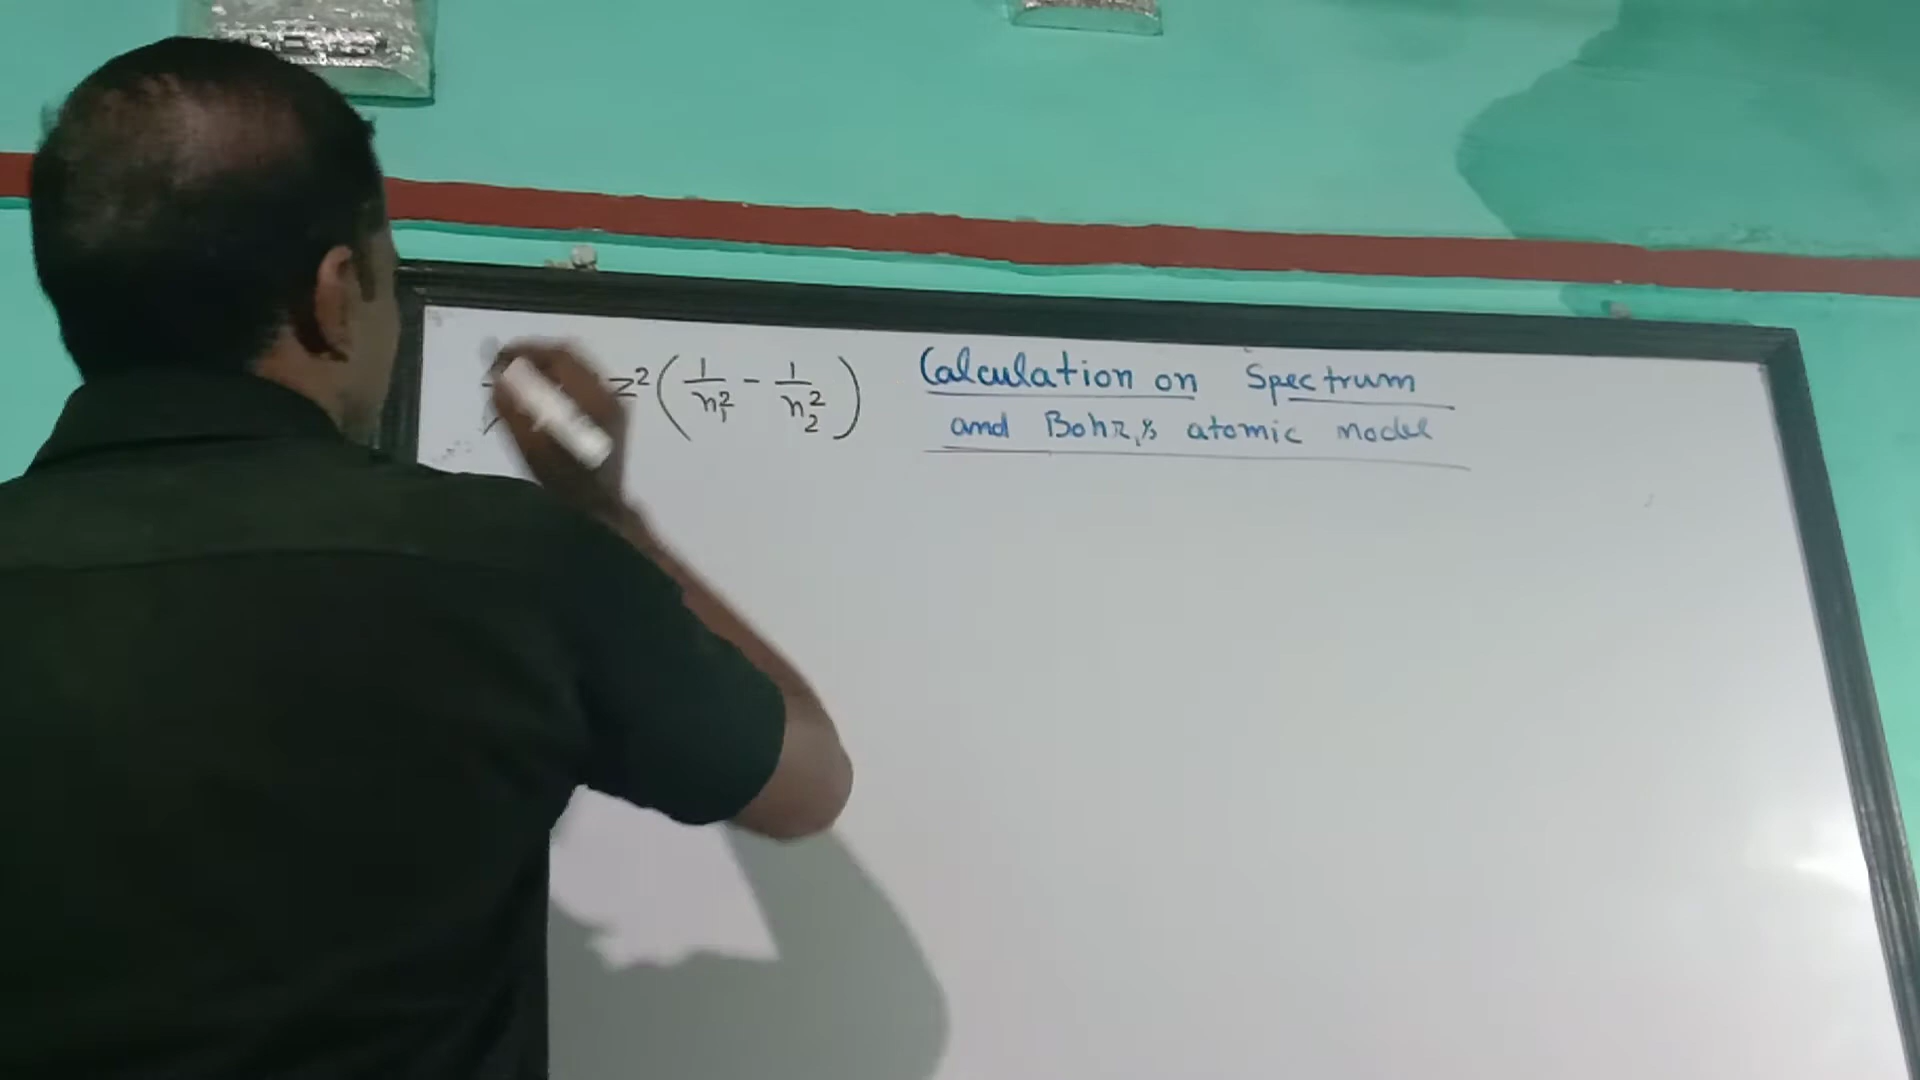 z²(1/n₁² - 1/n₂²)
Calculation on Spectrum
and Bohr,s atomic model